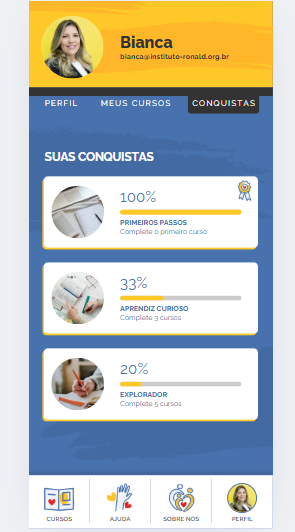 Bianca
bianca@instituto-ronald.org.br
PERFIL MEUS CURSOS CONQUISTAS
SUAS CONQUISTAS
100%
PRIMEIROS PASSOS
Complete o primeiro curso
33%
APRENDIZ CURIOSO
Complete 3 cursos
20%
EXPLORADOR
Complete 5 cursos
CURSOS AJUDA SOBRE NÓS PERFIL